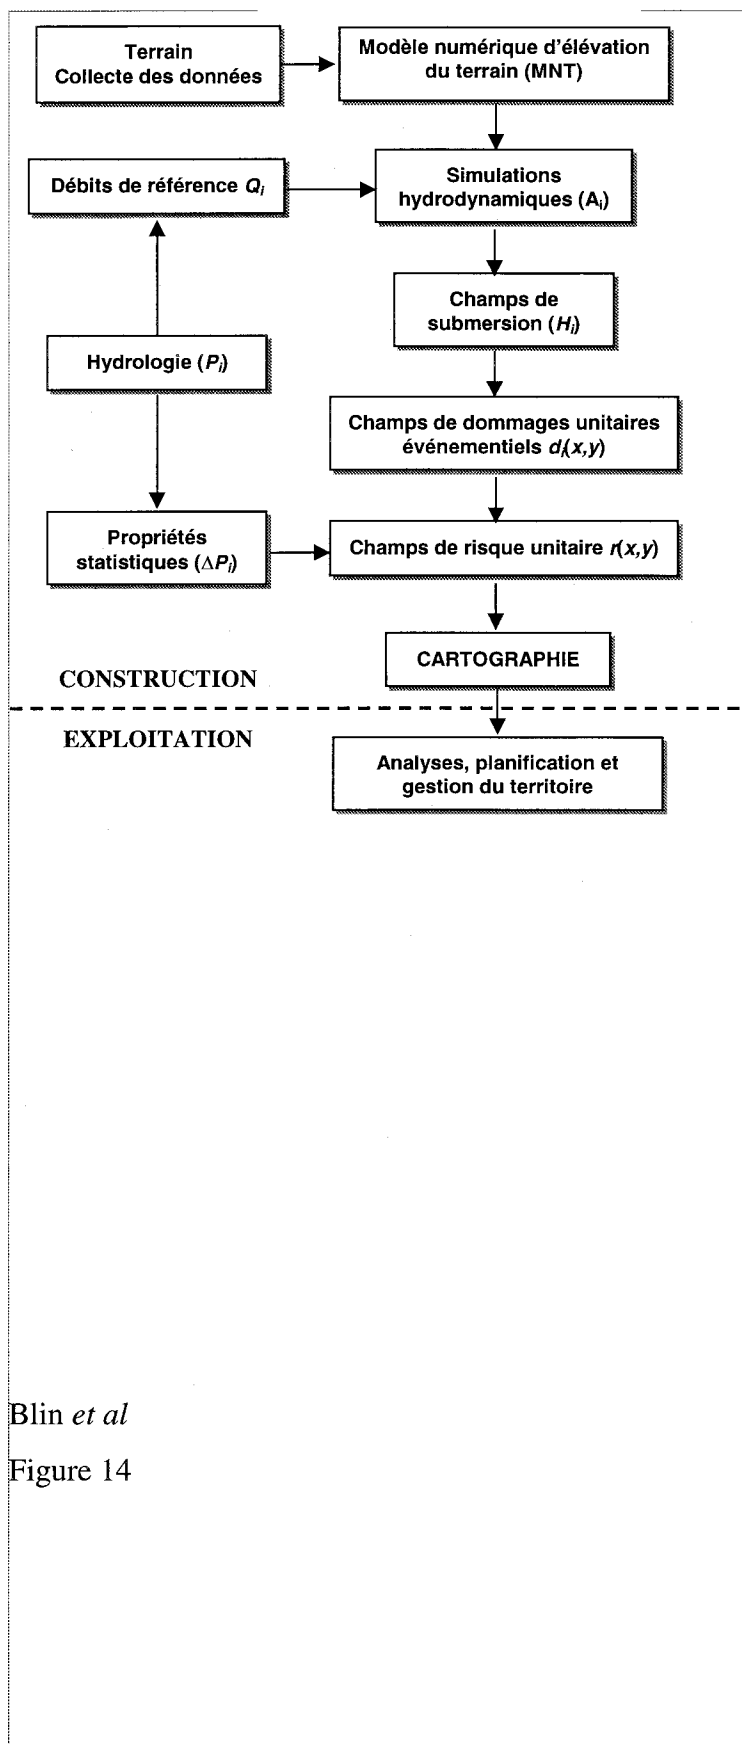 Terrain
Collecte des données
Modèle numérique d'élévation
du terrain (MNT)
Débits de référence Qi
Simulations
hydrodynamiques (Ai)
Champs de
submersion (Hi)
Hydrologie (Pi)
Champs de dommages unitaires
événementiels di(x,y)
Propriétés
statistiques (ΔPi)
Champs de risque unitaire r(x,y)
CARTOGRAPHIE
CONSTRUCTION
EXPLOITATION
Analyses, planification et
gestion du territoire
Blin et al
Figure 14